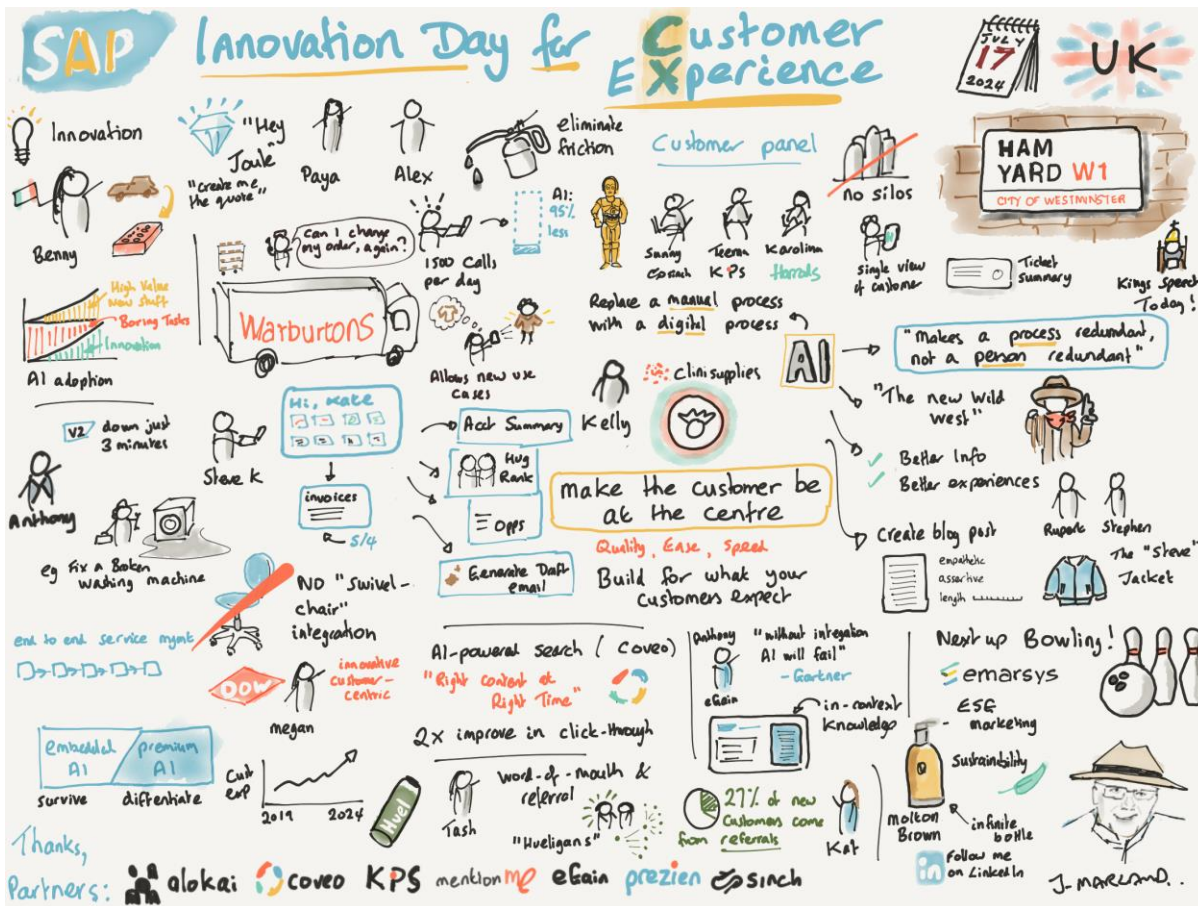 SAP
Innovation Day for Customer
EXperience
JULY
17
2024
UK
Innovation
"Hey
Joule"
"create me
the quote"
Paya
Alex
eliminate
friction
Customer panel
no silos
HAM
YARD W1
CITY OF WESTMINSTER
Benny
Can I change
my order, again?
1500 calls
per day
AI:
95%
less
Sunny
sinch
Teema
KPS
Karolina
Harrods
single view
of customer
Ticket
Summary
Kings Speech
Today!
High Value
New stuff
Boring Tasks
Innovation
AI adoption
Warburtons
Allows new use
cases
Replace a manual process
with a digital process
AI
"makes a process redundant,
not a person redundant"
Kelly
Clinisupplies
"The new Wild
West"
Better Info
Better experiences
V2
down just
3 minutes
Anthony
eg Fix a Broken
washing machine
Steve K
Hi, Kate
invoices
S/4
Acct Summary
Hug
Rank
Opps
Generate Draft
email
make the customer be
at the centre
Quality, Ease, Speed
Build for what your
customers expect
Rupert
Stephen
Create blog post
empathetic
assertive
length
The "Steve"
Jacket
NO "Swivel-
chair"
integration
end to end service mgmt
DOW
innovative
customer-
centric
megan
AI-powered search (Coveo)
"Right content at
Right Time"
2x improve in click-through
Anthony
eGain
"without integation
AI will fail"
- Gartner
in-context
Knowledge
Next up Bowling!
emarsys
- ESG
marketing
Sustainability
Molton
Brown
infinite
bottle
embedded
AI
premium
AI
survive
diffentiate
Cust
exp
2019
2024
Huel
Tash
word-of-mouth &
referral
"Hueligans"
27% of new
customers come
from referrals
Kat
Follow me
on LinkedIn
J-MARLAND..
Thanks,
Partners:
alokai
coveo
KPS
mention me
eGain
prezien
sinch